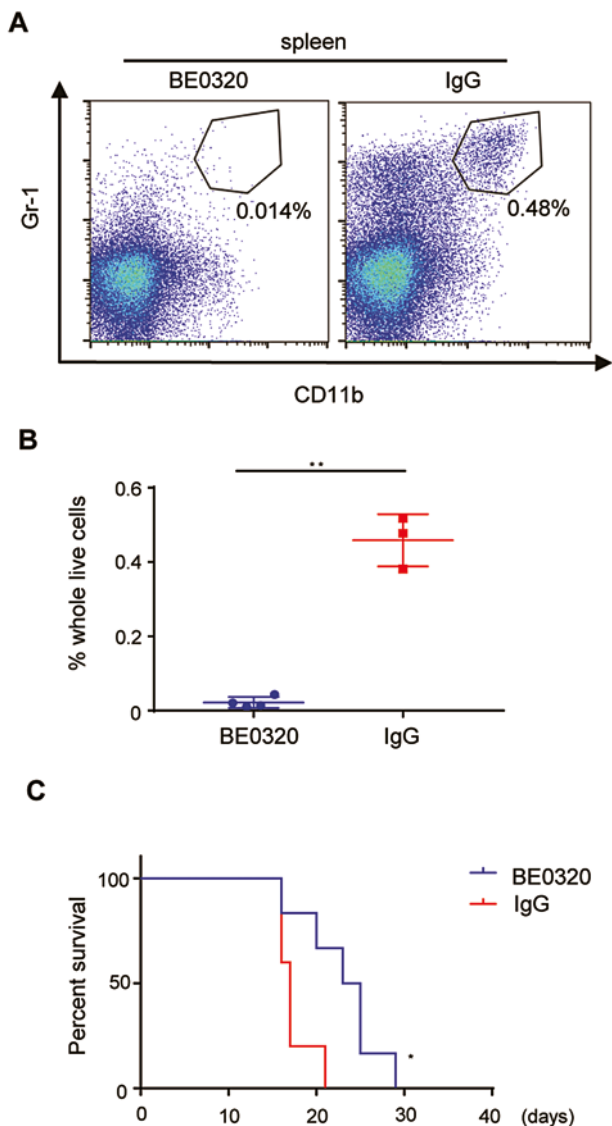 A
spleen
BE0320 IgG
Gr-1
0.014% 0.48%
CD11b
B
**
% whole live cells
0.6
0.4
0.2
0
BE0320 IgG
C
Percent survival
100
50
0
BE0320
IgG
*
0 10 20 30 40 (days)